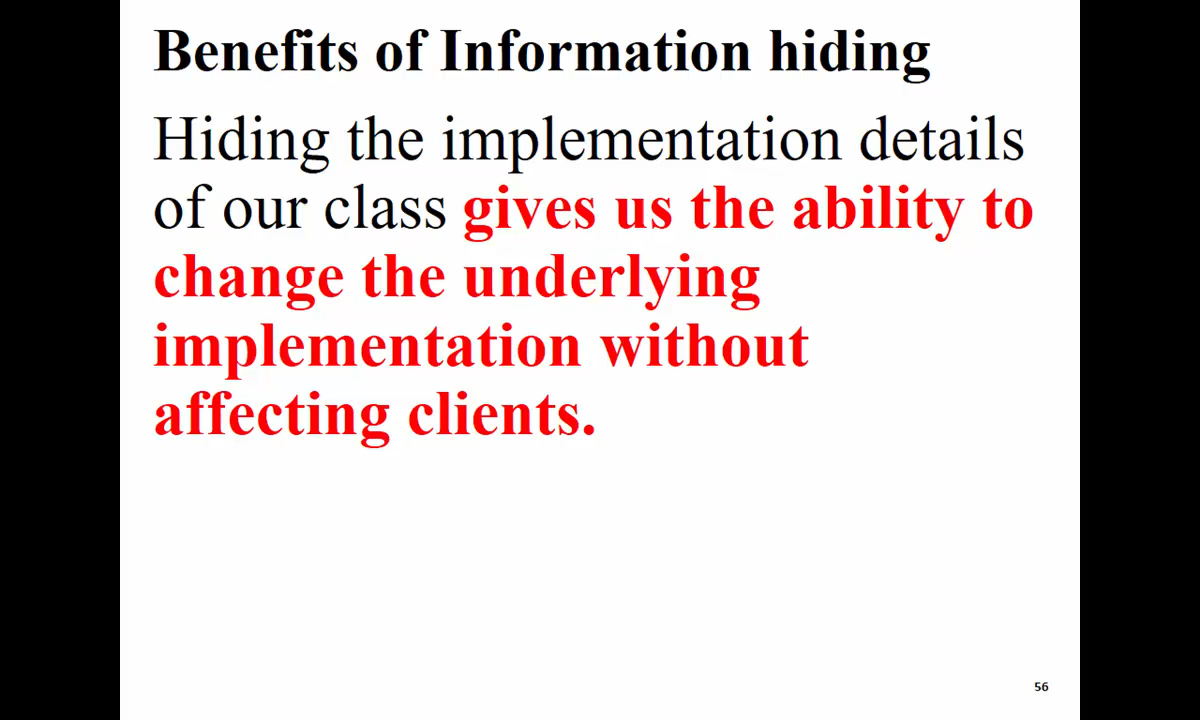 Benefits of Information hiding
Hiding the implementation details
of our class gives us the ability to
change the underlying
implementation without
affecting clients.
56